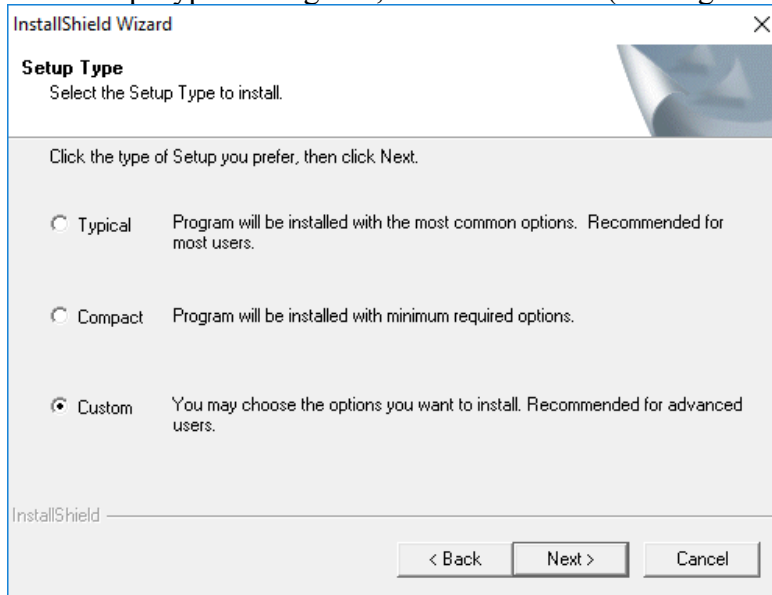 InstallShield Wizard
Setup Type
Select the Setup Type to install.
Click the type of Setup you prefer, then click Next.
Typical Program will be installed with the most common options. Recommended for
most users.
Compact Program will be installed with minimum required options.
Custom You may choose the options you want to install. Recommended for advanced
users.
InstallShield
< Back Next > Cancel